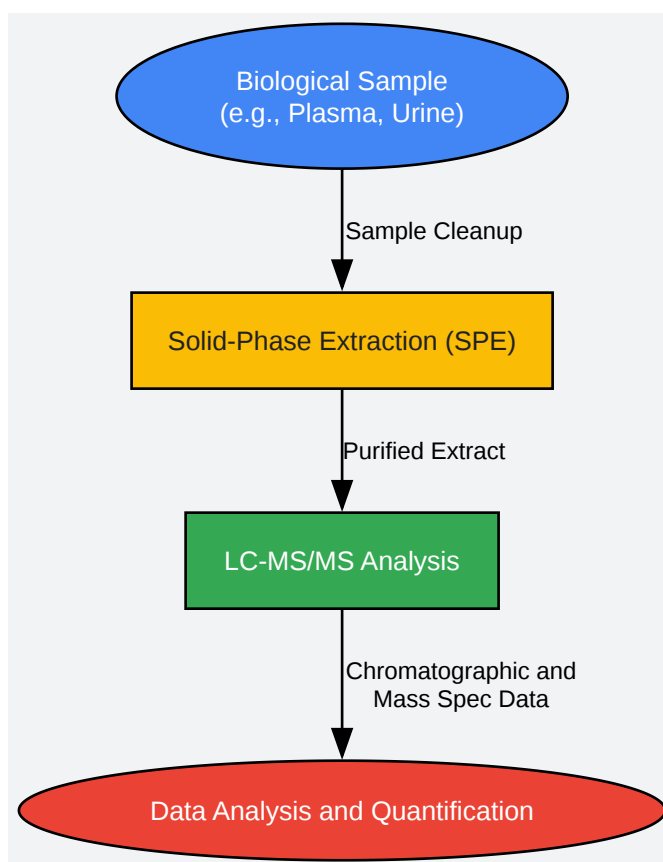 Biological Sample
(e.g., Plasma, Urine)
Sample Cleanup
Solid-Phase Extraction (SPE)
Purified Extract
LC-MS/MS Analysis
Chromatographic and
Mass Spec Data
Data Analysis and Quantification